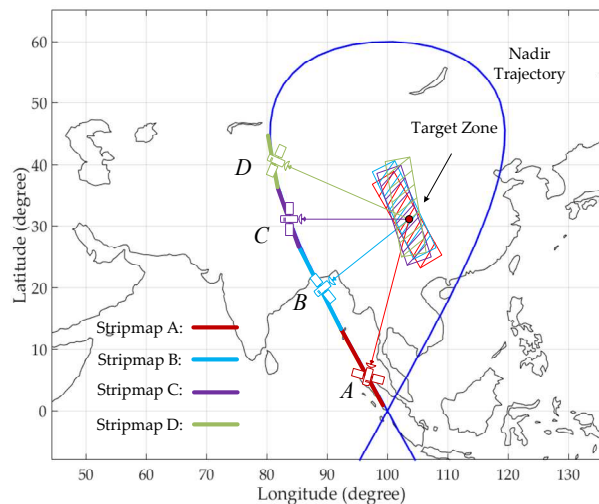 60
50
40
30
20
10
0
Latitude (degree)
Nadir
Trajectory
Target Zone
D
C
B
A
Stripmap A:
Stripmap B:
Stripmap C:
Stripmap D:
50 60 70 80 90 100 110 120 130
Longitude (degree)